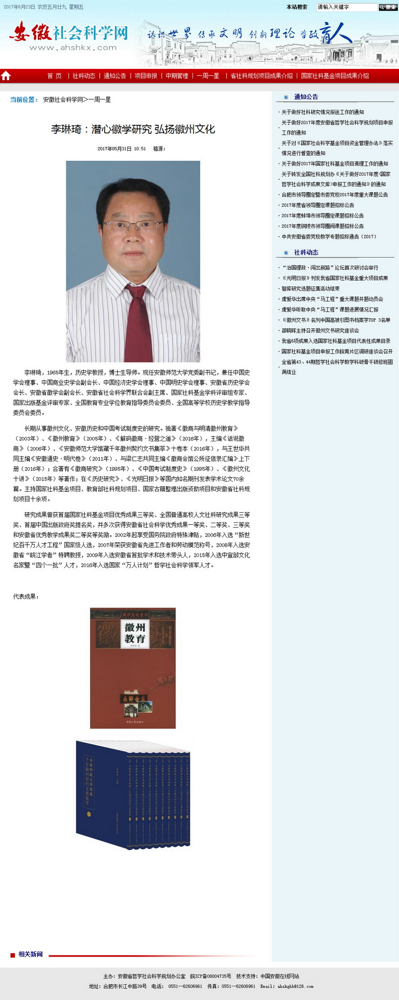 2017年6月23日 农历五月廿九 星期五
本站搜索
请输入关键字
搜索
安徽社会科学网
www.ahshkx.com
认识世界 传承文明 创新理论 咨政育人
首 页 | 社科动态 | 通知公告 | 项目申报 | 中期管理 | 一周一星 | 省社科规划项目成果介绍 | 国家社科基金项目成果介绍
当前位置： 安徽社会科学网>一周一星
李琳琦：潜心徽学研究 弘扬徽州文化
2017年05月31日 10:51 稿源：
李琳琦，1965年生，历史学教授，博士生导师。现任安徽师范大学党委副书记，兼任中国史
学会理事、中国商业史学会副会长、中国经济史学会理事、中国明史学会理事、安徽省历史学会
会长、安徽省徽学会副会长、安徽省社会科学界联合会副主席、国家社科基金学科评审组专家、
国家出版基金评审专家、全国教育专业学位教育指导委员会委员、全国高等学校历史学教学指导
委员会委员。
长期从事徽州文化、安徽历史和中国考试制度史的研究。独著《徽商与明清徽州教育》
（2003年）、《徽州教育》（2005年）、《解码徽商·经营之道》（2016年），主编《话说徽
商》（2006年）、《安徽师范大学馆藏千年徽州契约文书集萃》十卷本（2016年），与王世华共
同主编《安徽通史·明代卷》（2011年）、与梁仁志共同主编《徽商会馆公所征信录汇编》上下
册（2016年）；合著有《徽商研究》（1995年）、《中国考试制度史》（1995年）、《徽州文化
十讲》（2015年）等著作；在《历史研究》、《光明日报》等国内知名期刊发表学术论文70余
篇。主持国家社科基金项目、教育部社科规划项目、国家古籍整理出版资助项目和安徽省社科规
划项目十余项。
研究成果曾获首届国家社科基金项目优秀成果三等奖、全国普通高校人文社科研究成果三等
奖、首届中国出版政府奖提名奖，并多次获得安徽省社会科学优秀成果一等奖、二等奖、三等奖
和安徽省优秀教学成果奖二等奖等奖励。2002年起享受国务院政府特殊津贴，2006年入选“新世
纪百千万人才工程”国家级人选，2007年荣获安徽省先进工作者和劳动模范称号，2008年入选安
徽省“皖江学者”特聘教授，2009年入选安徽省首批学术和技术带头人，2015年入选中宣部文化
名家暨“四个一批”人才，2016年入选国家“万人计划”哲学社会科学领军人才。
代表成果：
徽州文化全书
徽州
教育
安徽人民出版社
安徽师范大学馆藏
千年徽州契约文書集萃
相关新闻
通知公告
·关于做好社科研究情况报送工作的通知
·关于做好2017年度安徽省哲学社会科学规划项目申报
工作的通知
·关于对《国家社会科学基金项目资金管理办法》落实
情况进行督查的通知
·关于做好2017年国家社科基金项目清理工作的通知
·关于转发全国社科规划办《关于做好2017年度<国家
哲学社会科学成果文库>申报工作的通知》的通知
·合肥市领导圈定暨市委党校2017年度重大课题公告
·2017年度省领导圈定课题招标公告
·2017年度蚌埠市领导圈定课题招标公告
·2017年度铜陵市领导圈阅课题招标公告
·中共安徽省委党校教学专题招标通告（2017）
社科动态
·“治国理政·闯出新路”论坛首次研讨会举行
·《光明日报》刊发我省国家社科基金重大项目成果
·智库研究选题征集活动结束
·虞爱华出席中央“马工程”重大课题开题动员会
·虞爱华听取中央“马工程”课题进展情况汇报
·《徽州文书》名列中国高被引图书档案学TOP 3名单
·邵晓晖主持召开徽州文书研究座谈会
·我省6项成果入选国家社科基金项目代表性成果目录
·国家社科基金项目申报工作皖南片区调研座谈会召开
·全省第43、44期哲学社会科学教学科研骨干研修班圆
满结业
主办：安徽省哲学社会科学规划办公室 皖ICP备08004735号 技术支持：中国安徽在线网站
地址：合肥市长江中路39号 电话： 0551--62606961 传真：0551--62606961 Email：ahskghb@126.com